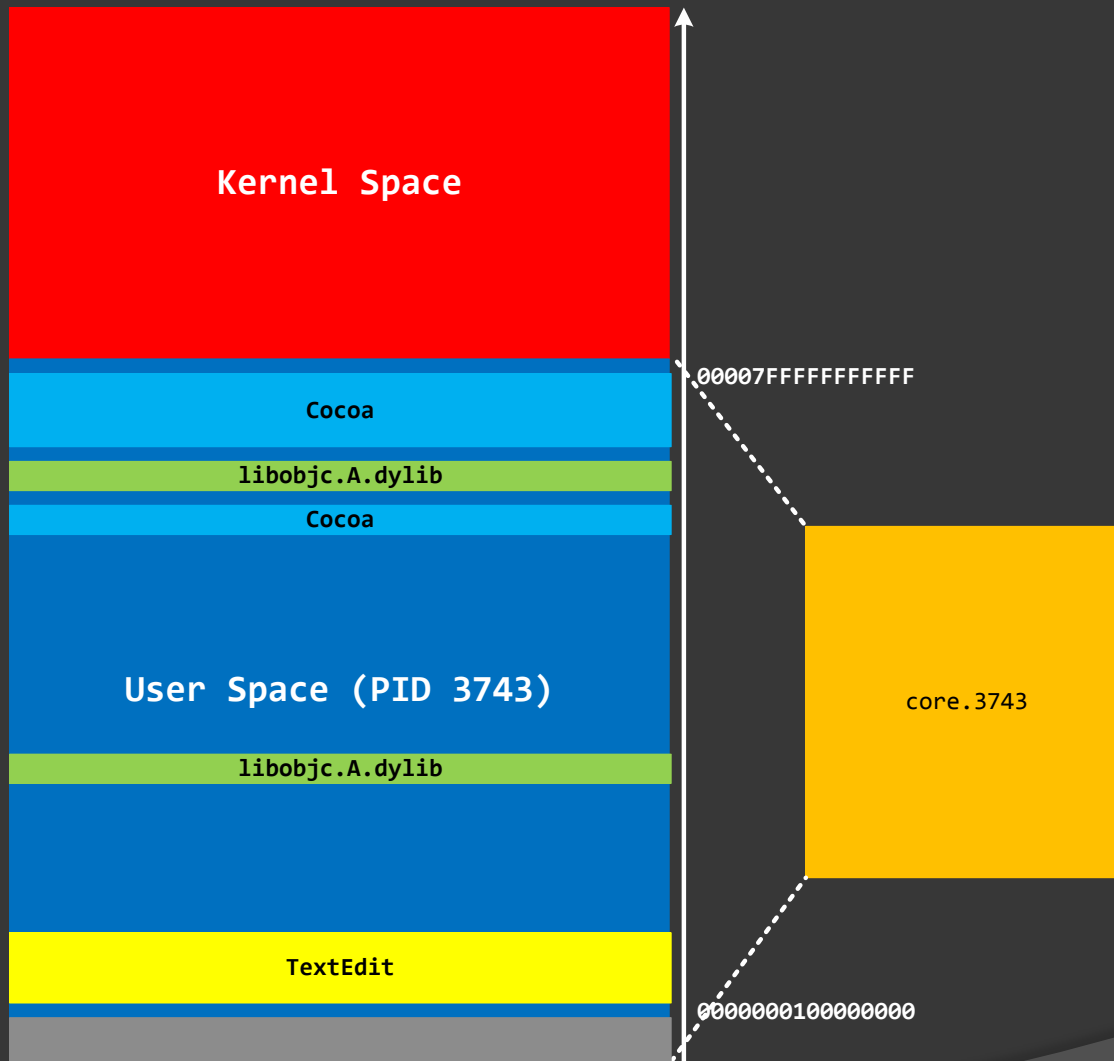 Kernel Space
00007FFFFFFFFFFF
Cocoa
libobjc.A.dylib
Cocoa
User Space (PID 3743)
core.3743
libobjc.A.dylib
TextEdit
0000000100000000